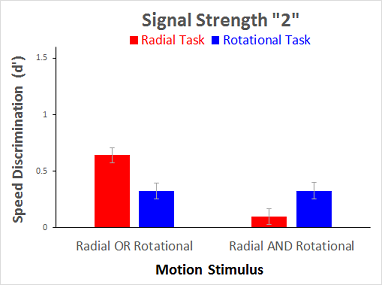 Signal Strength "2"
Radial Task Rotational Task
Speed Discrimination (d')
1.5
1
0.5
0
Radial OR Rotational Radial AND Rotational
Motion Stimulus